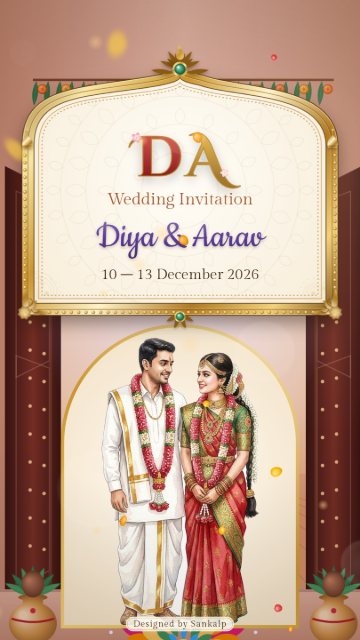 DA
Wedding Invitation
Diya & Aarav
10 — 13 December 2026
Designed by Sankalp